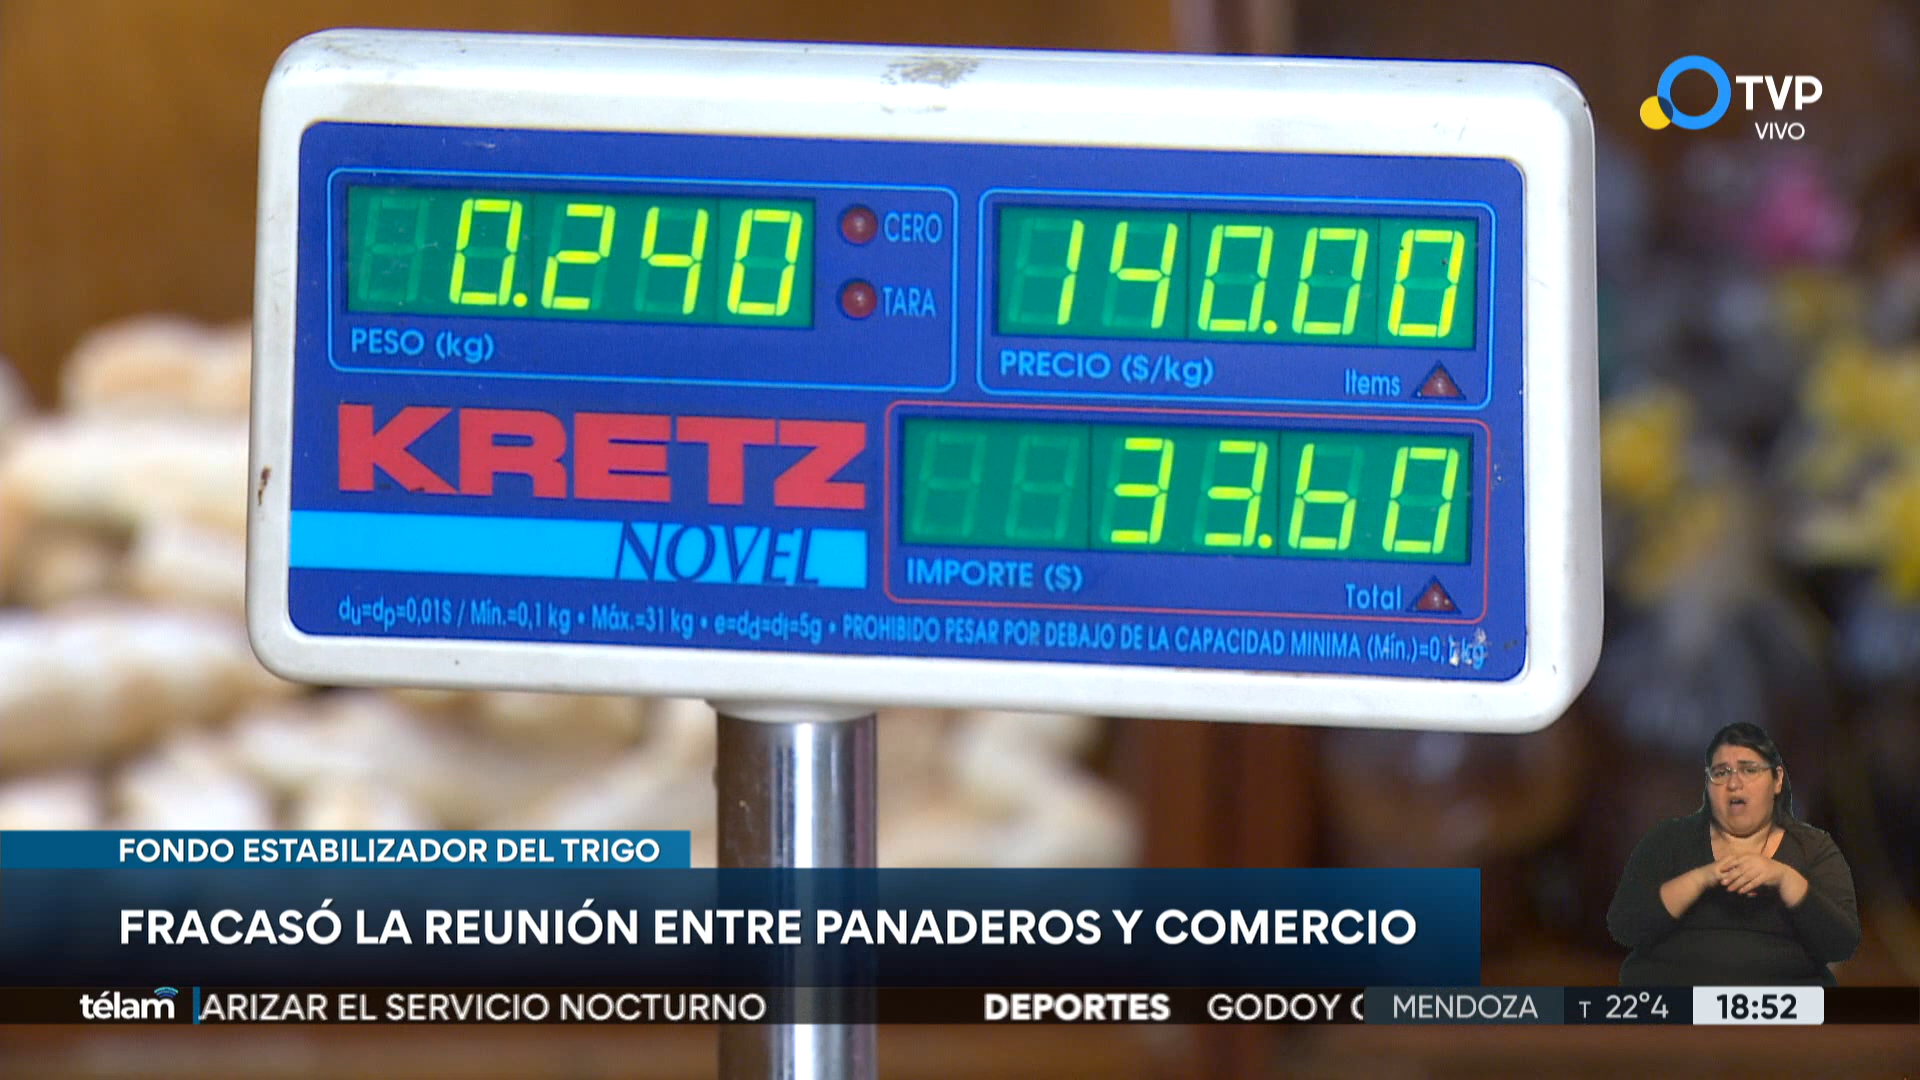 TVP
VIVO
0.240
CERO
TARA
PESO (kg)
140.00
PRECIO ($/kg)
Items
KRETZ
NOVEL
33.60
IMPORTE ($)
Total
du=dp=0,01$ / Mín.=0,1 kg • Máx.=31 kg • e=dd=dt=5g • PROHIBIDO PESAR POR DEBAJO DE LA CAPACIDAD MINIMA (Mín.)=0,1 kg
FONDO ESTABILIZADOR DEL TRIGO
FRACASÓ LA REUNIÓN ENTRE PANADEROS Y COMERCIO
télam ARIZAR EL SERVICIO NOCTURNO DEPORTES GODOY C MENDOZA T 22°4 18:52